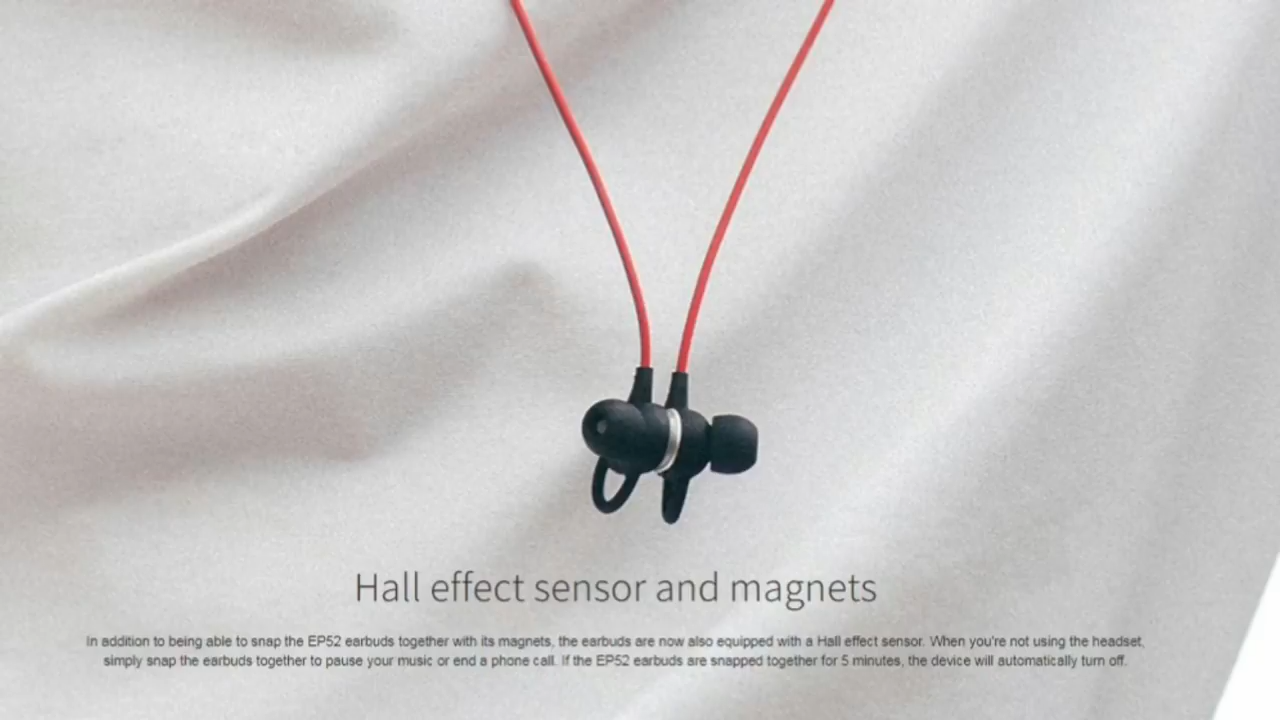 Hall effect sensor and magnets
In addition to being able to snap the EP52 earbuds together with its magnets, the earbuds are now also equipped with a Hall effect sensor. When you're not using the headset,
simply snap the earbuds together to pause your music or end a phone call. If the EP52 earbuds are snapped together for 5 minutes, the device will automatically turn off.